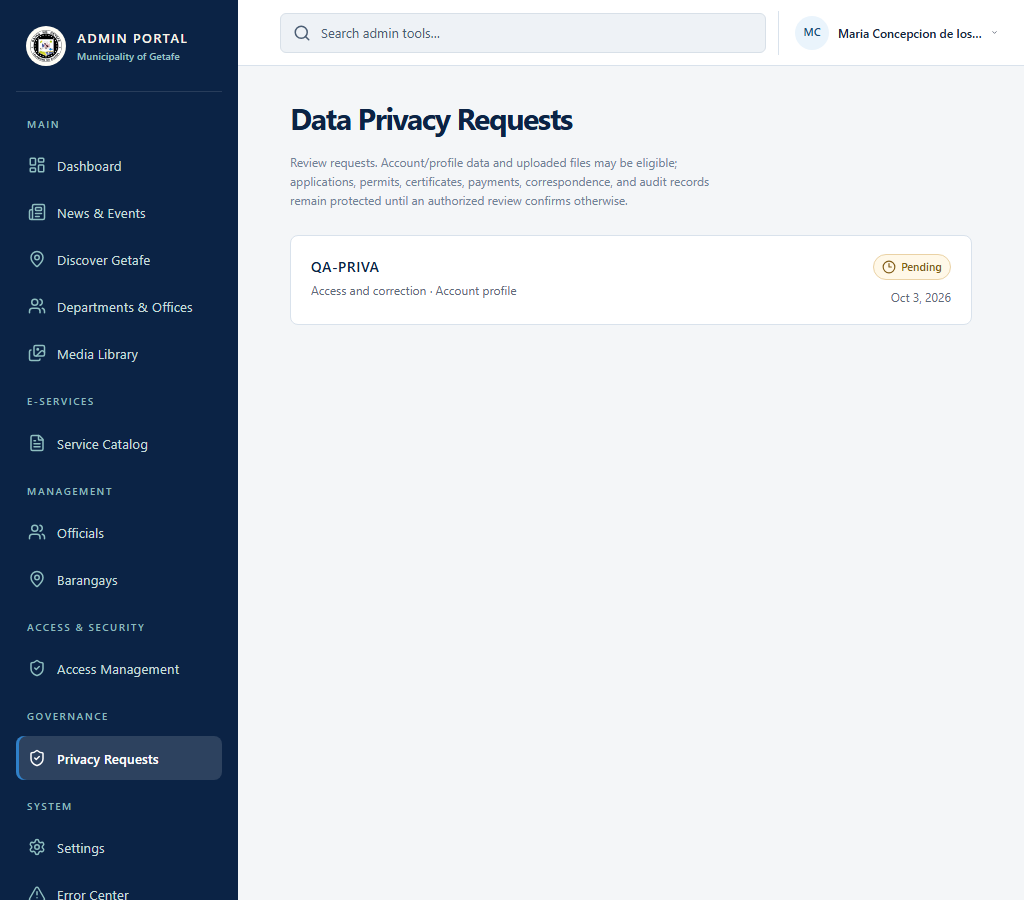 ADMIN PORTAL
Municipality of Getafe
MAIN
Dashboard
News & Events
Discover Getafe
Departments & Offices
Media Library
E-SERVICES
Service Catalog
MANAGEMENT
Officials
Barangays
ACCESS & SECURITY
Access Management
GOVERNANCE
Privacy Requests
SYSTEM
Settings
Error Center
Search admin tools...
MC
Maria Concepcion de los...
Data Privacy Requests
Review requests. Account/profile data and uploaded files may be eligible;
applications, permits, certificates, payments, correspondence, and audit records
remain protected until an authorized review confirms otherwise.
QA-PRIVA
Access and correction · Account profile
Pending
Oct 3, 2026